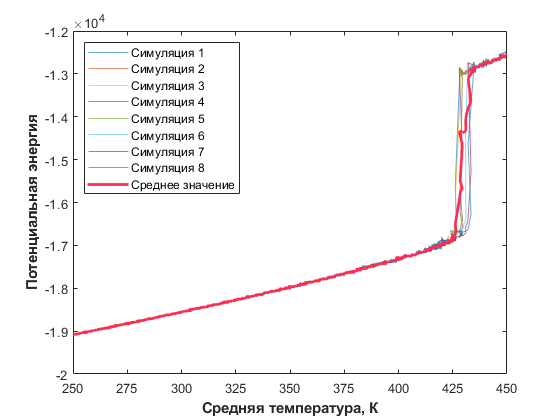 ×10⁴
-1.2
-1.3
-1.4
-1.5
-1.6
-1.7
-1.8
-1.9
-2
Потенциальная энергия
Симуляция 1
Симуляция 2
Симуляция 3
Симуляция 4
Симуляция 5
Симуляция 6
Симуляция 7
Симуляция 8
Среднее значение
250 275 300 325 350 375 400 425 450
Средняя температура, К